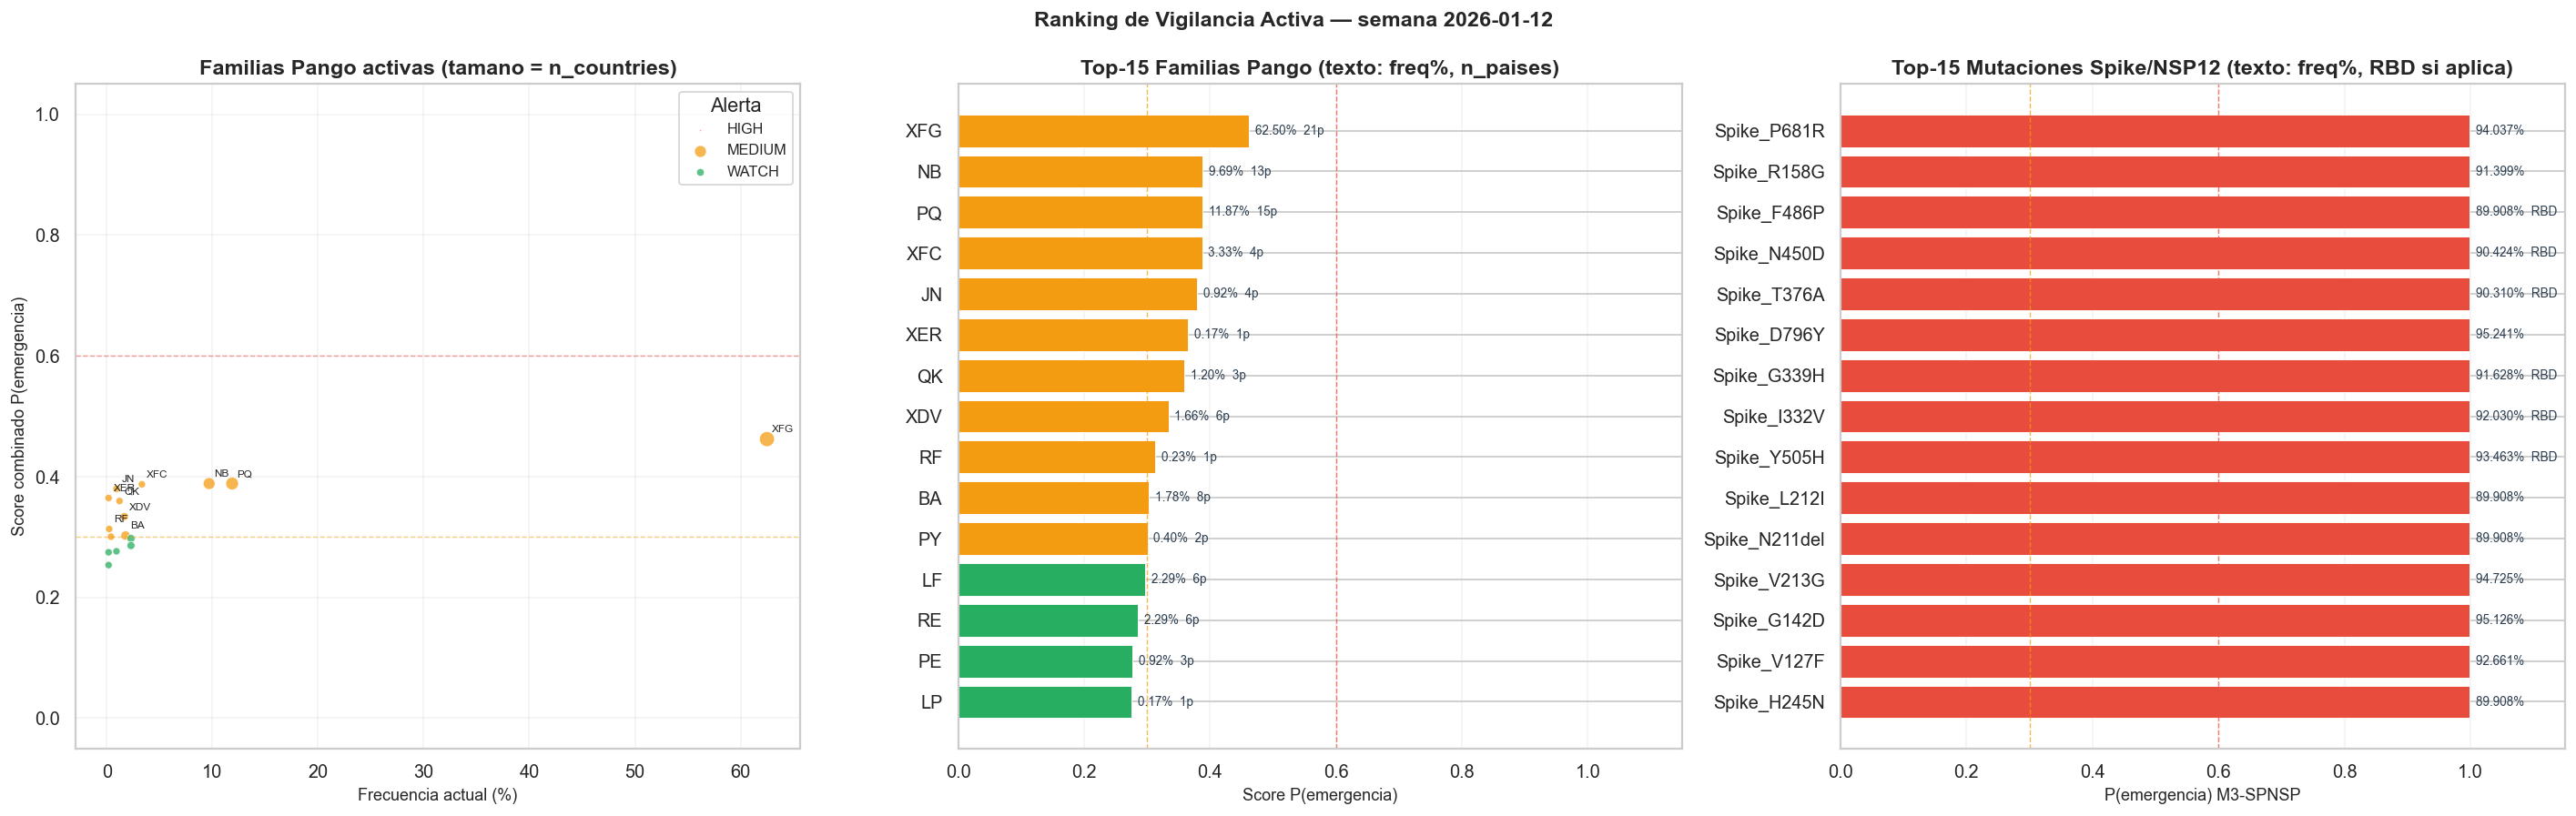 Ranking de Vigilancia Activa — semana 2026-01-12
Familias Pango activas (tamano = n_countries)
Score combinado P(emergencia)
1.0
0.8
0.6
0.4
0.2
0.0
Alerta
HIGH
MEDIUM
WATCH
XFG
NB
PQ
XFC
JN
XER
QK
XDV
RF
BA
0
10
20
30
40
50
60
Frecuencia actual (%)
Top-15 Familias Pango (texto: freq%, n_paises)
XFG 62.50% 21p
NB 9.69% 13p
PQ 11.87% 15p
XFC 3.33% 4p
JN 0.92% 4p
XER 0.17% 1p
QK 1.20% 3p
XDV 1.66% 6p
RF 0.23% 1p
BA 1.78% 8p
PY 0.40% 2p
LF 2.29% 6p
RE 2.29% 6p
PE 0.92% 3p
LP 0.17% 1p
0.0
0.2
0.4
0.6
0.8
1.0
Score P(emergencia)
Top-15 Mutaciones Spike/NSP12 (texto: freq%, RBD si aplica)
Spike_P681R 94.037%
Spike_R158G 91.399%
Spike_F486P 89.908% RBD
Spike_N450D 90.424% RBD
Spike_T376A 90.310% RBD
Spike_D796Y 95.241%
Spike_G339H 91.628% RBD
Spike_I332V 92.030% RBD
Spike_Y505H 93.463% RBD
Spike_L212I 89.908%
Spike_N211del 89.908%
Spike_V213G 94.725%
Spike_G142D 95.126%
Spike_V127F 92.661%
Spike_H245N 89.908%
0.0
0.2
0.4
0.6
0.8
1.0
P(emergencia) M3-SPNSP